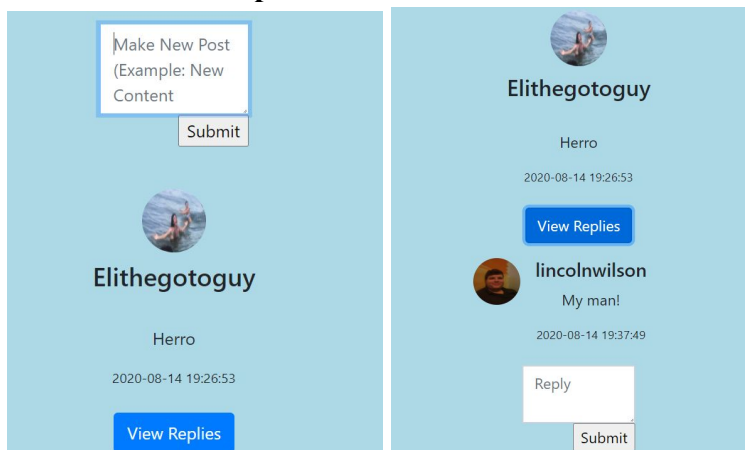 Make New Post
(Example: New
Content
Submit
Elithegotoguy
Herro
2020-08-14 19:26:53
View Replies
Elithegotoguy
Herro
2020-08-14 19:26:53
View Replies
lincolnwilson
My man!
2020-08-14 19:37:49
Reply
Submit